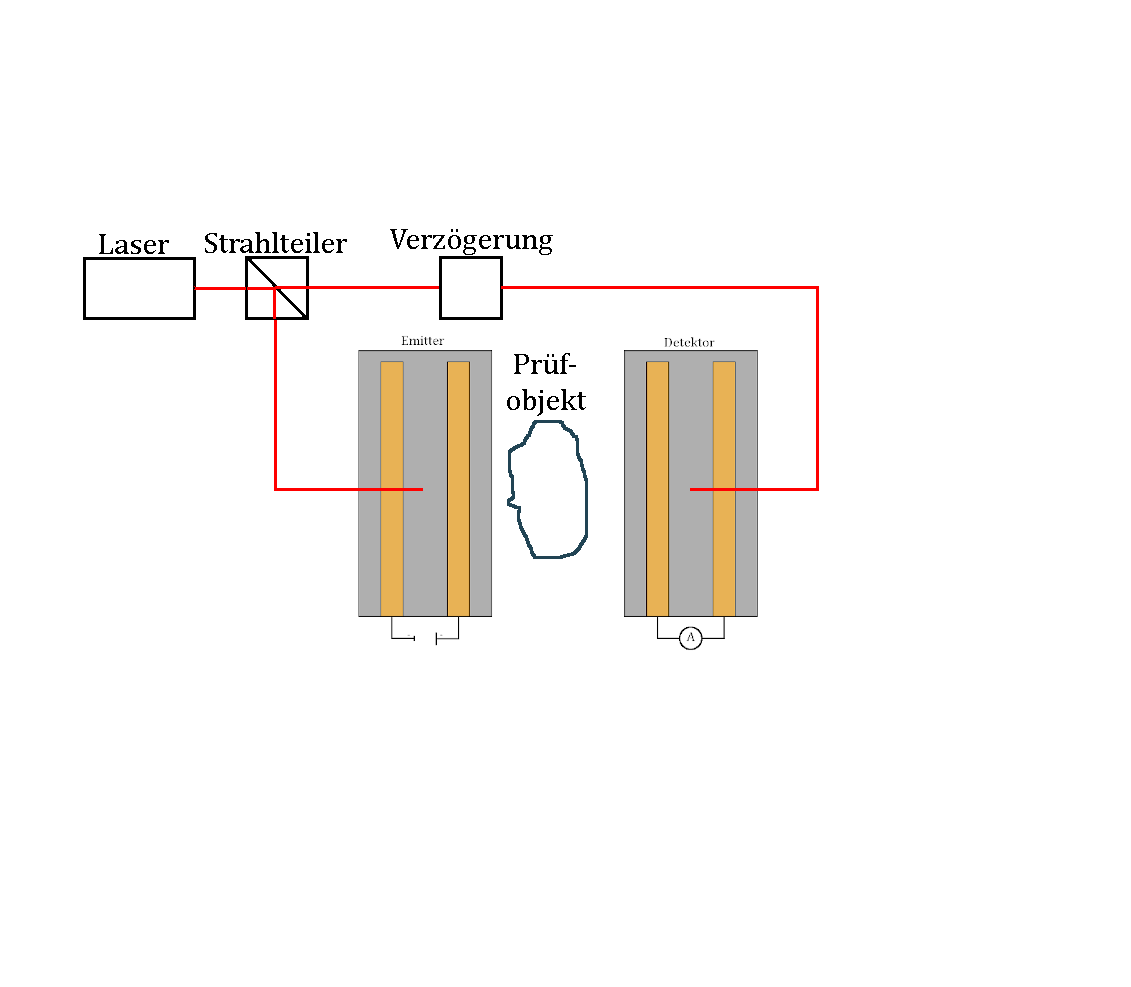 Laser
Strahlteiler
Verzögerung
Emitter
Prüf-
objekt
Detektor
A